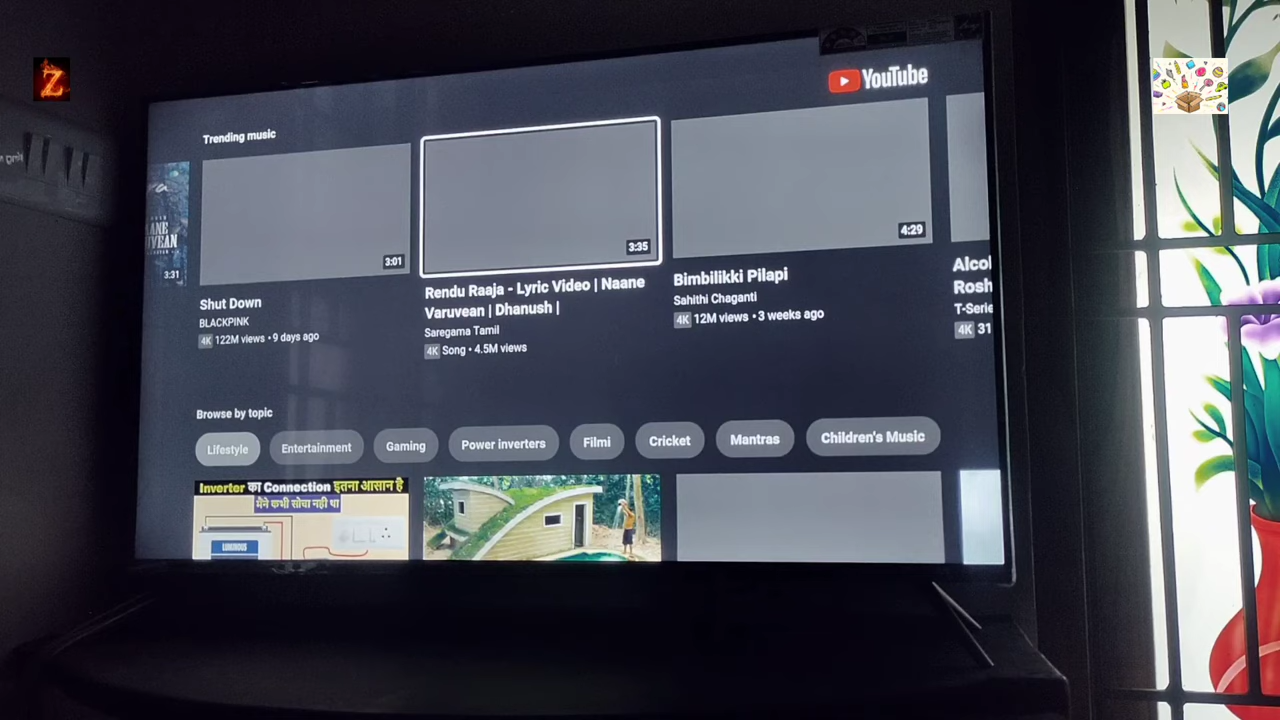 Z
YouTube
Trending music
3:31
3:01
3:35
4:29
Shut Down
BLACKPINK
4K 122M views • 9 days ago
Rendu Raaja - Lyric Video | Naane
Varuvean | Dhanush |
Saregama Tamil
4K Song • 4.5M views
Bimbilikki Pilapi
Sahithi Chaganti
4K 12M views • 3 weeks ago
Alcol
Rosh
T-Serie
4K 31
Browse by topic
Lifestyle
Entertainment
Gaming
Power inverters
Filmi
Cricket
Mantras
Children's Music
Inverter का Connection इतना आसान है
मैंने कभी सोचा नही था
LUMINOUS